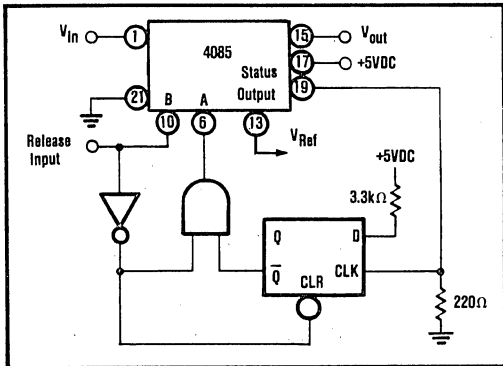 V_In 1
4085
15 V_out
Status 17 +5VDC
Output 19
21
B A
10 6 13
V_Ref
Release
Input
+5VDC
3.3kΩ
Q D
Q̅ CLK
CLR
220Ω